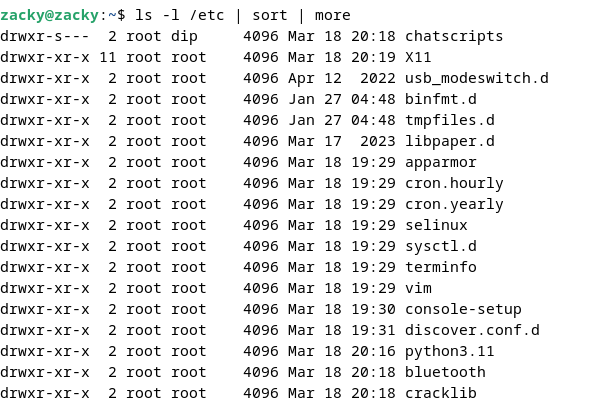 zacky@zacky:~$ ls -l /etc | sort | more
drwxr-s---  2 root dip     4096 Mar 18 20:18 chatscripts
drwxr-xr-x 11 root root    4096 Mar 18 20:19 X11
drwxr-xr-x  2 root root    4096 Apr 12  2022 usb_modeswitch.d
drwxr-xr-x  2 root root    4096 Jan 27 04:48 binfmt.d
drwxr-xr-x  2 root root    4096 Jan 27 04:48 tmpfiles.d
drwxr-xr-x  2 root root    4096 Mar 17  2023 libpaper.d
drwxr-xr-x  2 root root    4096 Mar 18 19:29 apparmor
drwxr-xr-x  2 root root    4096 Mar 18 19:29 cron.hourly
drwxr-xr-x  2 root root    4096 Mar 18 19:29 cron.yearly
drwxr-xr-x  2 root root    4096 Mar 18 19:29 selinux
drwxr-xr-x  2 root root    4096 Mar 18 19:29 sysctl.d
drwxr-xr-x  2 root root    4096 Mar 18 19:29 terminfo
drwxr-xr-x  2 root root    4096 Mar 18 19:29 vim
drwxr-xr-x  2 root root    4096 Mar 18 19:30 console-setup
drwxr-xr-x  2 root root    4096 Mar 18 19:31 discover.conf.d
drwxr-xr-x  2 root root    4096 Mar 18 20:16 python3.11
drwxr-xr-x  2 root root    4096 Mar 18 20:18 bluetooth
drwxr-xr-x  2 root root    4096 Mar 18 20:18 cracklib